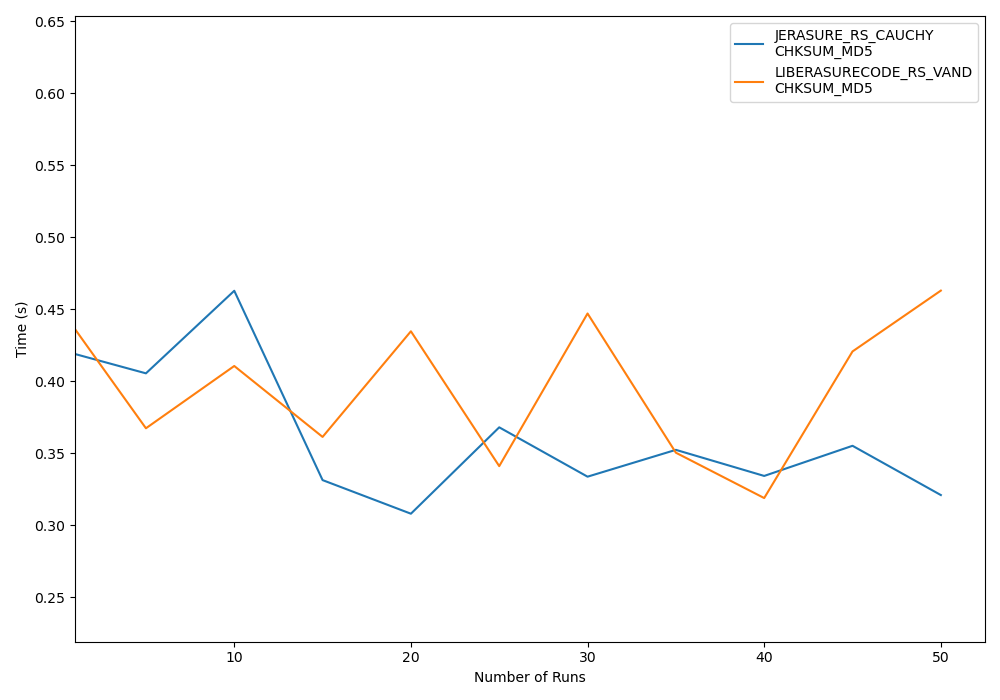 0.65
0.60
0.55
0.50
0.45
0.40
0.35
0.30
0.25
Time (s)
10 20 30 40 50
Number of Runs
JERASURE_RS_CAUCHY
CHKSUM_MD5
LIBERASURECODE_RS_VAND
CHKSUM_MD5